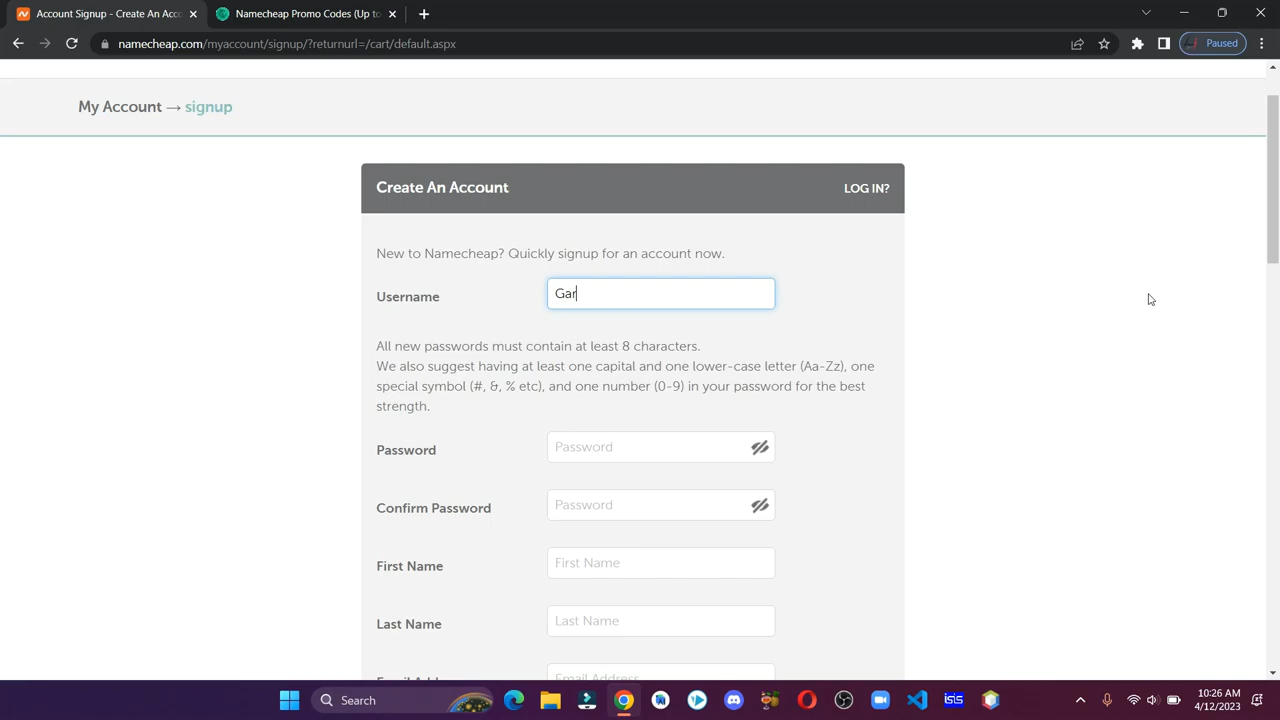 Account Signup - Create An Acco
Namecheap Promo Codes (Up to
namecheap.com/myaccount/signup/?returnurl=/cart/default.aspx
Paused
My Account → signup
Create An Account
LOG IN?
New to Namecheap? Quickly signup for an account now.
Username
Gar
All new passwords must contain at least 8 characters.
We also suggest having at least one capital and one lower-case letter (Aa-Zz), one
special symbol (#, &, % etc), and one number (0-9) in your password for the best
strength.
Password
Password
Confirm Password
Password
First Name
First Name
Last Name
Last Name
Email Address
Search
ISIS
10:26 AM
4/12/2023